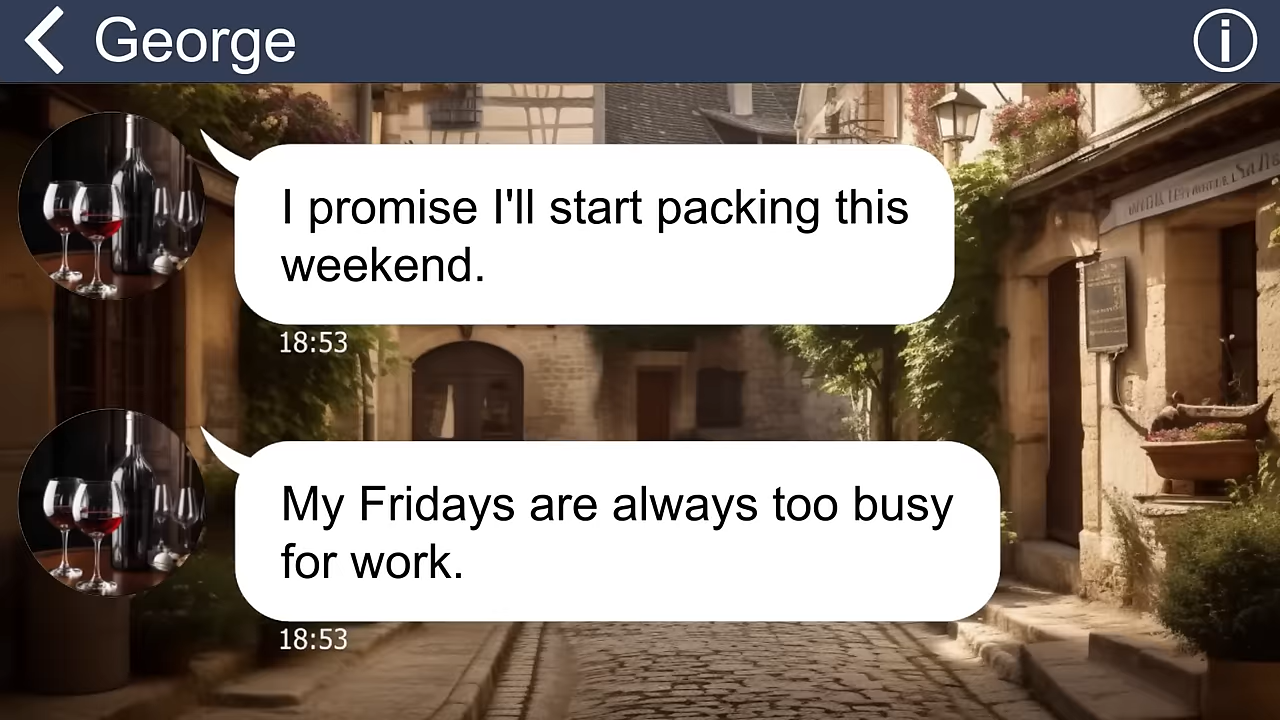 George
I promise I'll start packing this
weekend.
18:53
My Fridays are always too busy
for work.
18:53